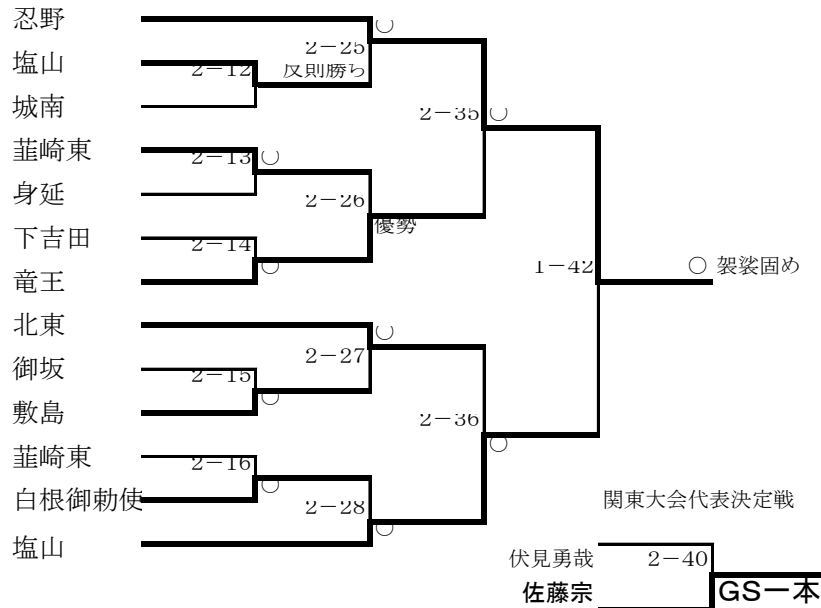 忍野
○
2－25
塩山
2－12
反則勝ち
城南
2－35
○
韮崎東
2－13
○
身延
2－26
優勢
下吉田
2－14
○
竜王
1－42
○ 袈裟固め
北東
○
2－27
御坂
2－15
○
敷島
2－36
○
韮崎東
2－16
○
白根御勅使
2－28
○
塩山
関東大会代表決定戦
伏見勇哉
2－40
佐藤宗
GS一本